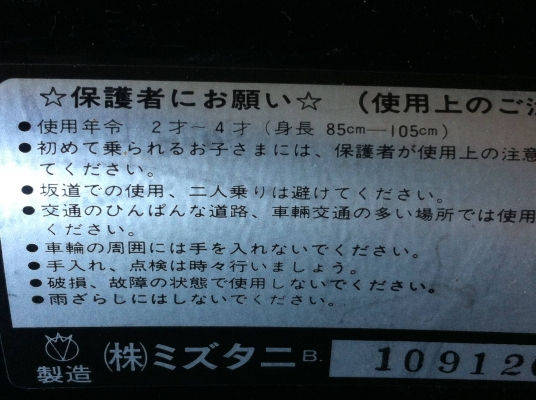 ☆保護者にお願い☆　(使用上のご注
●使用年令　2才～4才（身長 85cm—105cm）
●初めて乗られるお子さまには、保護者が使用上の注意
てください。
●坂道での使用、二人乗りは避けてください。
●交通のひんぱんな道路、車輛交通の多い場所では使用
ください。
●車輪の周囲には手を入れないでください。
●手入れ、点検は時々行いましょう。
●破損、故障の状態で使用しないでください。
●雨ざらしにはしないでください。
製造 (株)ミズタニ B. 109120